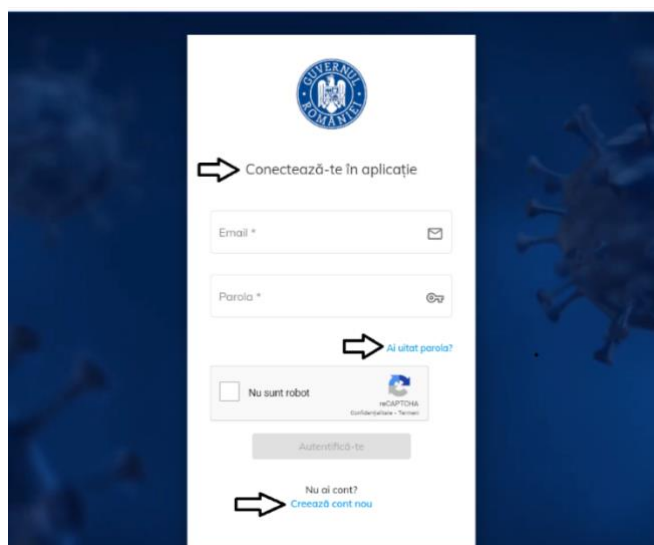 GUVERNUL
ROMÂNIEI
Conectează-te în aplicație
Email *
Parola *
Ai uitat parola?
Nu sunt robot
reCAPTCHA
Confidențialitate - Termeni
Autentifică-te
Nu ai cont?
Creează cont nou